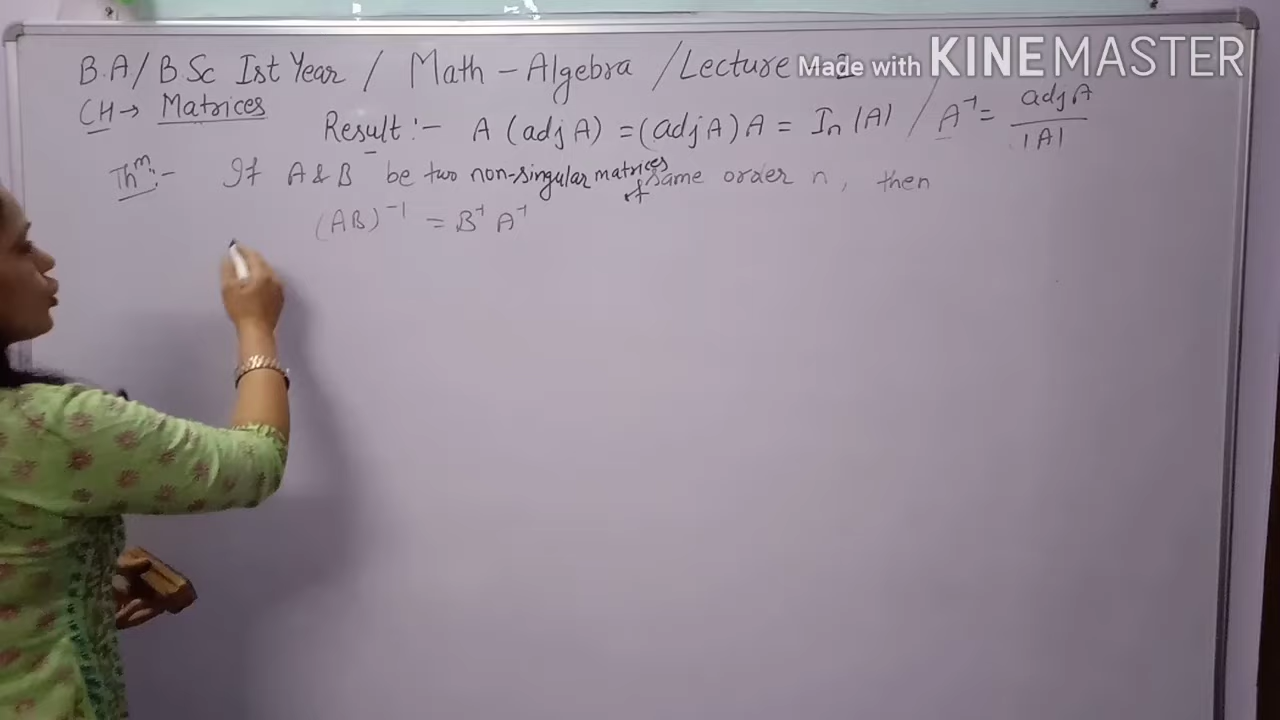 B.A./B.Sc Ist Year / Math - Algebra / Lecture - 2
Made with KINEMASTER
CH → Matrices
Result :- A (adj A) = (adj A) A = In |A| / A⁻¹ = adj A / |A|
Thm :- If A & B be two non-singular matrices of same order n, then
(AB)⁻¹ = B⁻¹ A⁻¹